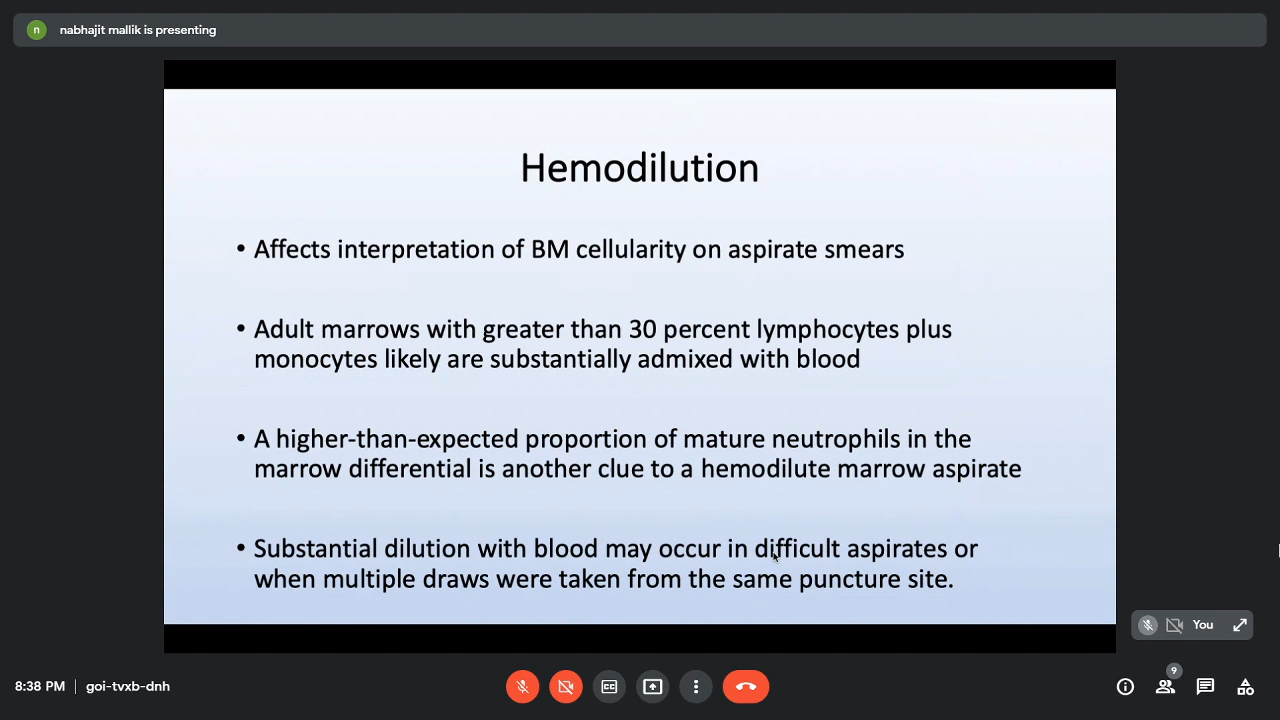 n nabhajit mallik is presenting
Hemodilution
• Affects interpretation of BM cellularity on aspirate smears
• Adult marrows with greater than 30 percent lymphocytes plus
monocytes likely are substantially admixed with blood
• A higher-than-expected proportion of mature neutrophils in the
marrow differential is another clue to a hemodilute marrow aspirate
• Substantial dilution with blood may occur in difficult aspirates or
when multiple draws were taken from the same puncture site.
You
8:38 PM | goi-tvxb-dnh
CC
9